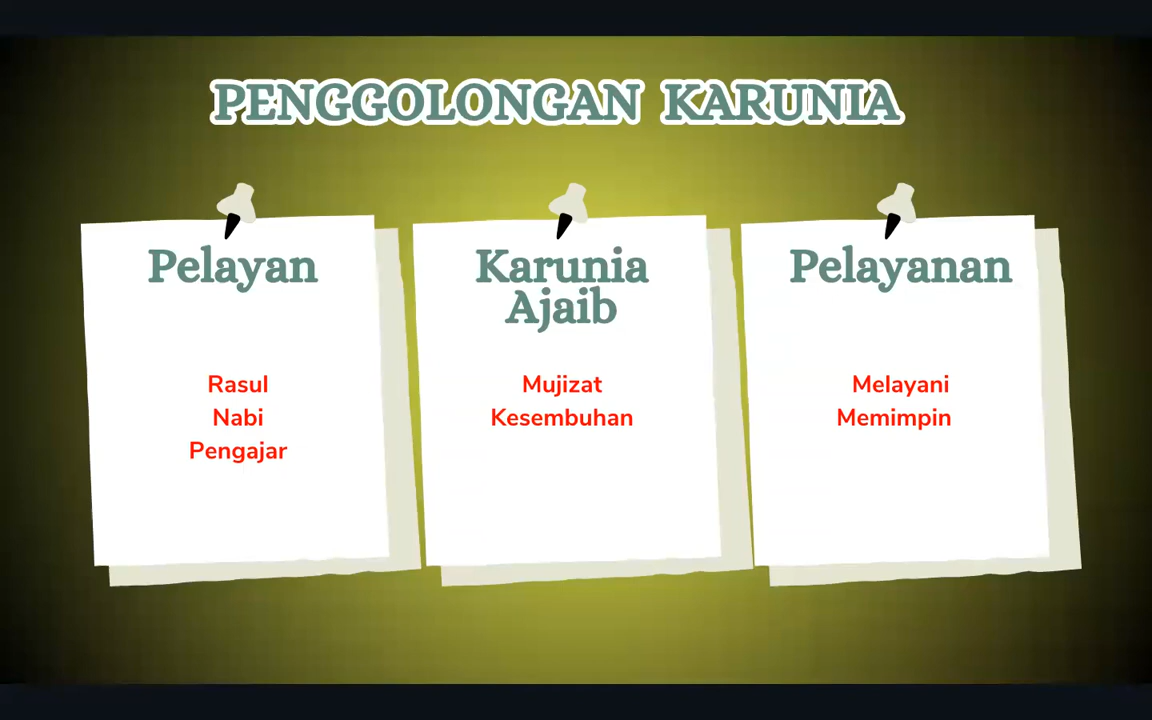 PENGGOLONGAN KARUNIA
Pelayan
Rasul
Nabi
Pengajar
Karunia
Ajaib
Mujizat
Kesembuhan
Pelayanan
Melayani
Memimpin